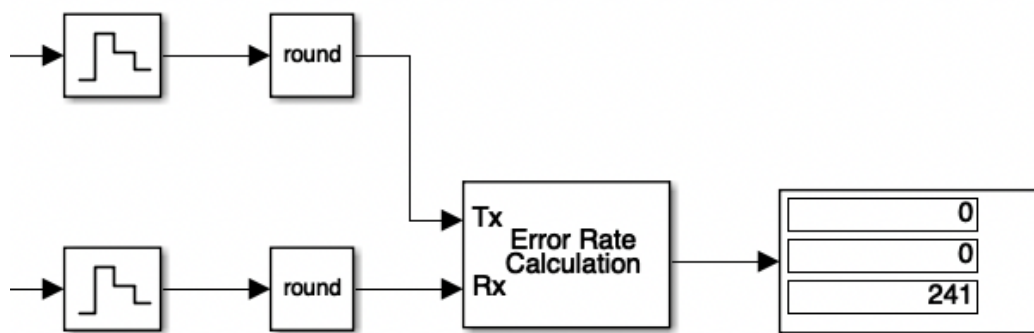 round
Tx
Error Rate
Calculation
Rx
round
0
0
241